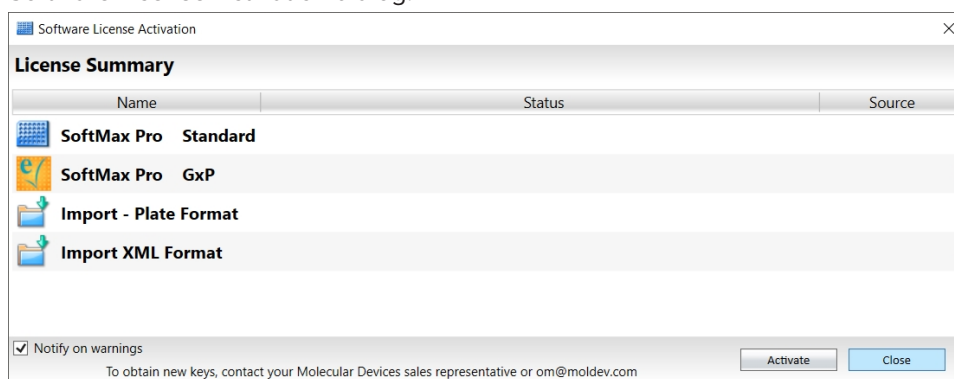 Software License Activation
License Summary
Name Status Source
SoftMax Pro Standard
SoftMax Pro GxP
Import - Plate Format
Import XML Format
Notify on warnings
To obtain new keys, contact your Molecular Devices sales representative or om@moldev.com
Activate Close